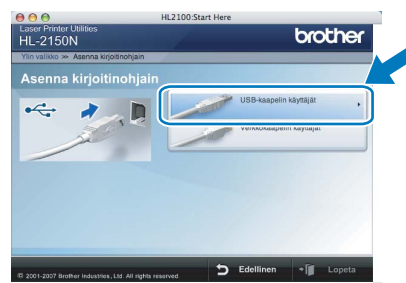 HL2100:Start Here
Laser Printer Utilities
HL-2150N
brother
Ylin valikko >> Asenna kirjoitinohjain
Asenna kirjoitinohjain
USB-kaapelin käyttäjät
Verkkokaapelin käyttäjät
Edellinen
Lopeta
© 2001-2007 Brother Industries, Ltd. All rights reserved.